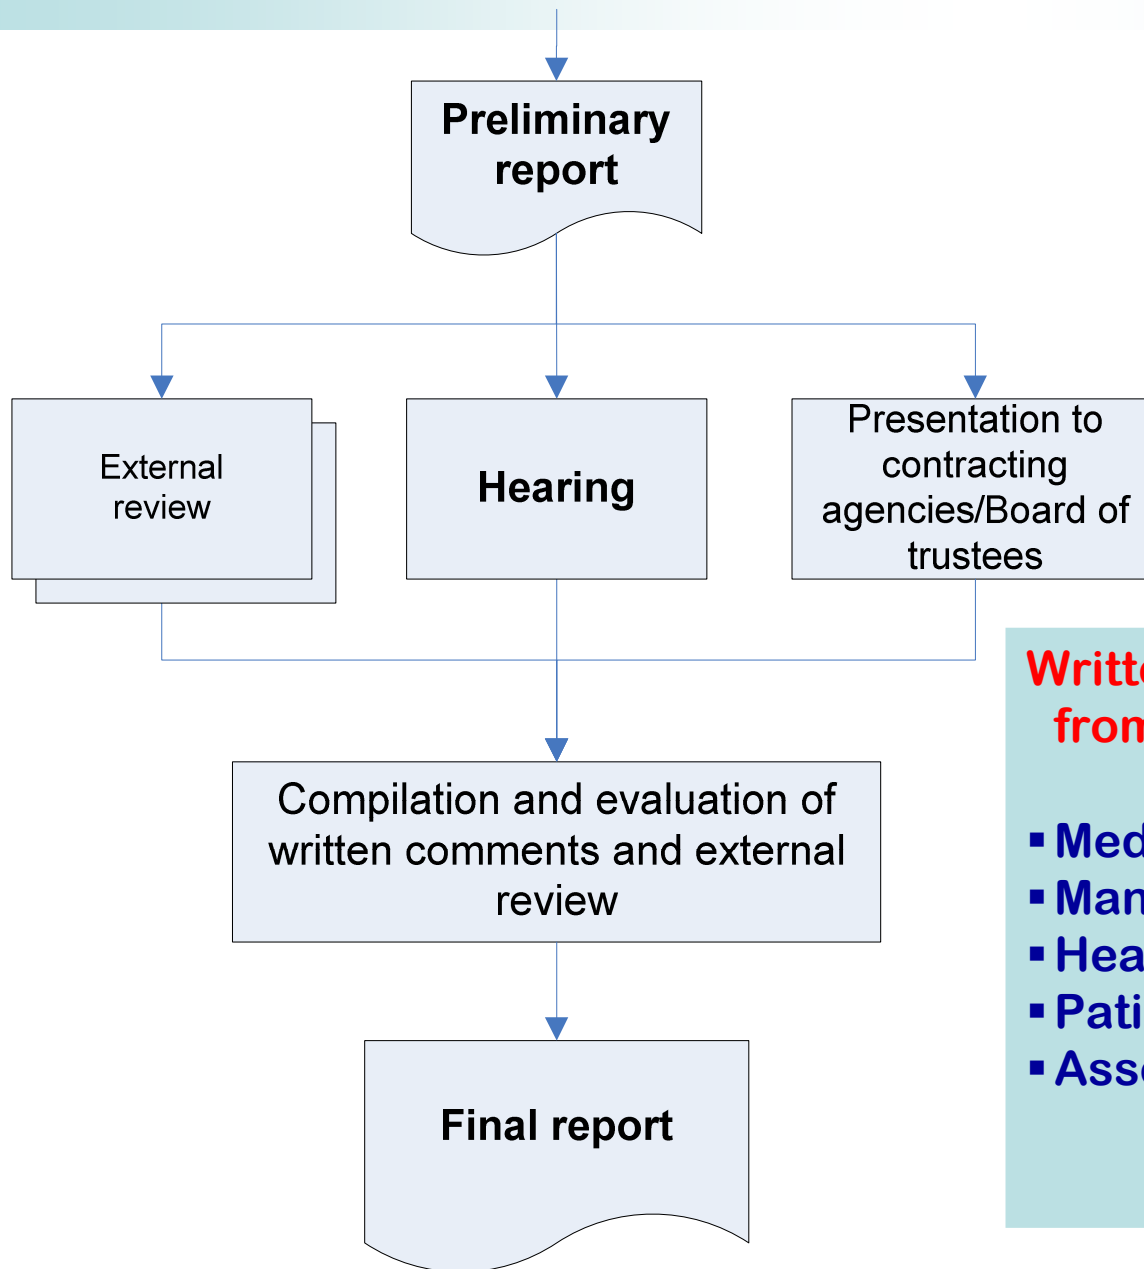 Preliminary
report
External
review
Hearing
Presentation to
contracting
agencies/Board of
trustees
Compilation and evaluation of
written comments and external
review
Final report